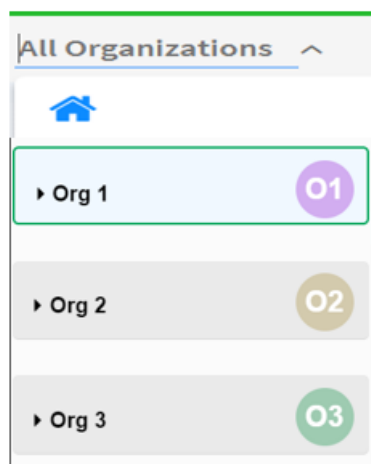 All Organizations
Org 1 O1
Org 2 O2
Org 3 O3